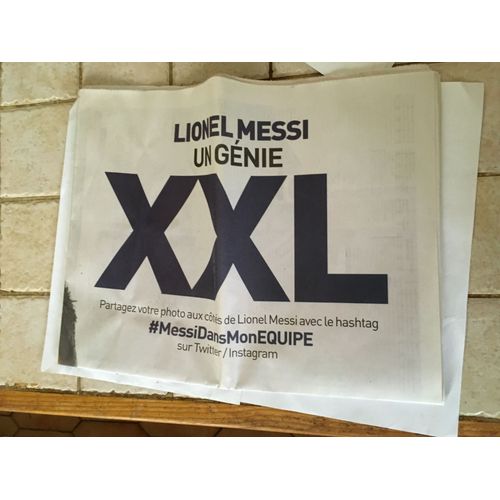 LIONEL MESSI
UN GÉNIE
XXL
Partagez votre photo aux côtés de Lionel Messi avec le hashtag
#MessiDansMonEQUIPE
sur Twitter / Instagram